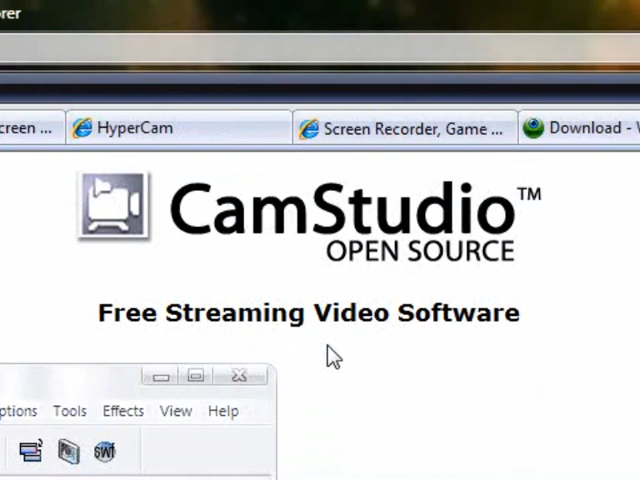 orer
creen ... HyperCam Screen Recorder, Game ... Download - W
CamStudio™
OPEN SOURCE
Free Streaming Video Software
ptions Tools Effects View Help
SWf